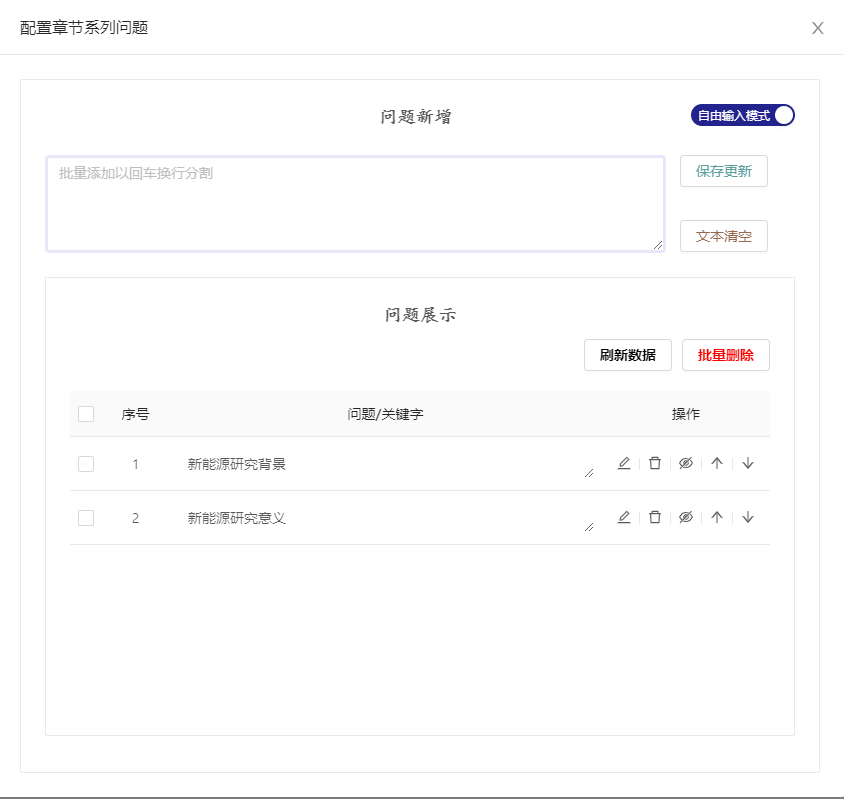 配置章节系列问题
X
问题新增
自由输入模式
批量添加以回车换行分割
保存更新
文本清空
问题展示
刷新数据
批量删除
序号 问题/关键字 操作
1 新能源研究背景
2 新能源研究意义